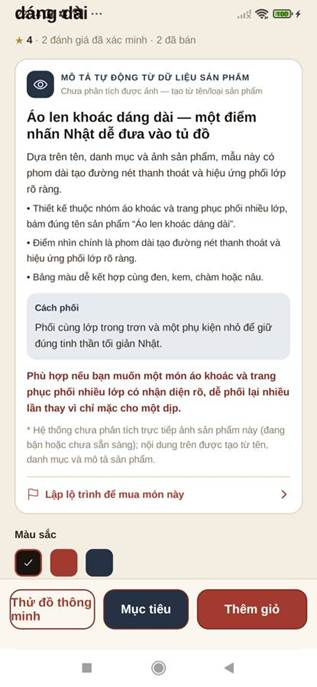 dáng dài
★ 4 · 2 đánh giá đã xác minh · 2 đã bán
MÔ TẢ TỰ ĐỘNG TỪ DỮ LIỆU SẢN PHẨM
Chưa phân tích được ảnh — tạo từ tên/loại sản phẩm
Áo len khoác dáng dài — một điểm
nhấn Nhật dễ đưa vào tủ đồ
Dựa trên tên, danh mục và ảnh sản phẩm, mẫu này có
phom dài tạo đường nét thanh thoát và hiệu ứng phối lớp
rõ ràng.
• Thiết kế thuộc nhóm áo khoác và trang phục phối nhiều lớp,
bám đúng tên sản phẩm “Áo len khoác dáng dài”.
• Điểm nhìn chính là phom dài tạo đường nét thanh thoát và
hiệu ứng phối lớp rõ ràng.
• Bảng màu dễ kết hợp cùng đen, kem, chàm hoặc nâu.
Cách phối
Phối cùng lớp trong trơn và một phụ kiện nhỏ để giữ
đúng tinh thần tối giản Nhật.
Phù hợp nếu bạn muốn một món áo khoác và trang
phục phối nhiều lớp có nhận diện rõ, dễ phối lại nhiều
lần thay vì chỉ mặc cho một dịp.
* Hệ thống chưa phân tích trực tiếp ảnh sản phẩm này (đang
bận hoặc chưa sẵn sàng); nội dung trên được tạo từ tên,
danh mục và mô tả sản phẩm.
Lập lộ trình để mua món này
Màu sắc
Thử đồ thông
minh
Mục tiêu
Thêm giỏ